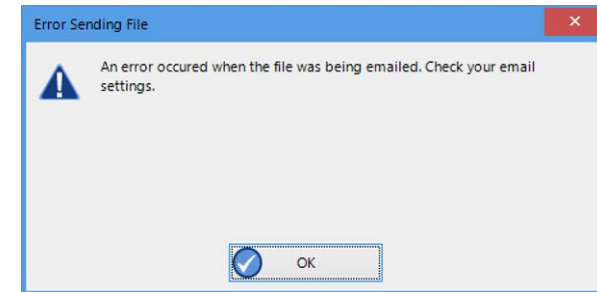 Error Sending File
An error occured when the file was being emailed. Check your email
settings.
OK